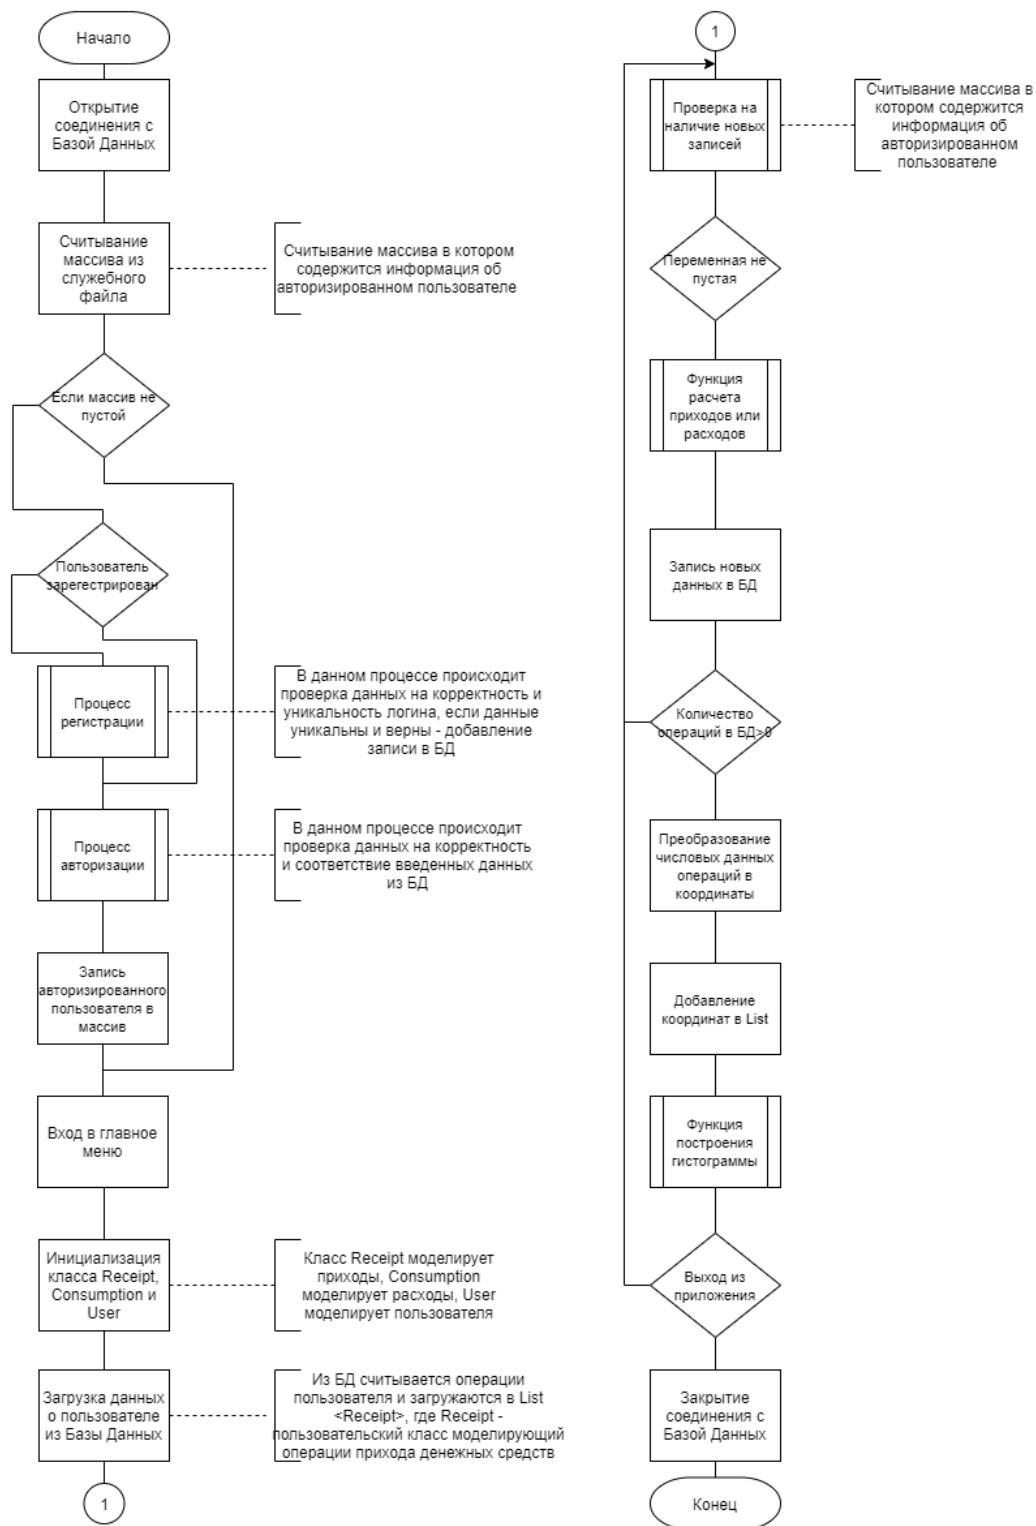 Начало
Открытие
соединения с
Базой Данных
Считывание
массива из
служебного
файла
Считывание массива в котором
содержится информация об
авторизированном пользователе
Если массив не
пустой
Пользователь
зарегестрирован
Процесс
регистрации
В данном процессе происходит
проверка данных на корректность и
уникальность логина, если данные
уникальны и верны - добавление
записи в БД
Процесс
авторизации
В данном процессе происходит
проверка данных на корректность
и соответствие введенных данных
из БД
Запись
авторизированного
пользователя в
массив
Вход в главное
меню
Инициализация
класса Receipt,
Consumption и
User
Класс Receipt моделирует
приходы, Consumption
моделирует расходы, User
моделирует пользователя
Загрузка данных
о пользователе
из Базы Данных
Из БД считывается операции
пользователя и загружаются в List
<Receipt>, где Receipt -
пользовательский класс моделирующий
операции прихода денежных средств
1
1
Проверка на
наличие новых
записей
Считывание массива в
котором содержится
информация об
авторизированном
пользователе
Переменная не
пустая
Функция
расчета
приходов или
расходов
Запись новых
данных в БД
Количество
операций в БД>0
Преобразование
числовых данных
операций в
координаты
Добавление
координат в List
Функция
построения
гистограммы
Выход из
приложения
Закрытие
соединения с
Базой Данных
Конец